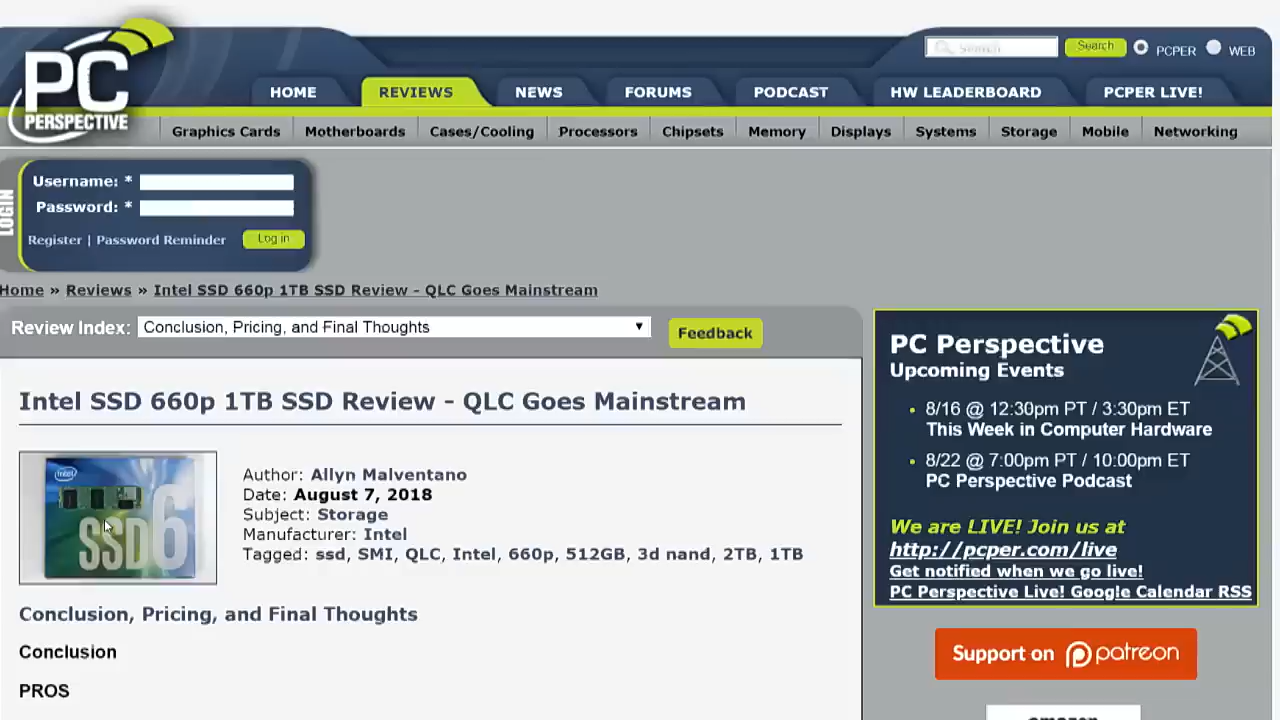 PC
PERSPECTIVE
Search
Search
PCPER
WEB
HOME
REVIEWS
NEWS
FORUMS
PODCAST
HW LEADERBOARD
PCPER LIVE!
Graphics Cards
Motherboards
Cases/Cooling
Processors
Chipsets
Memory
Displays
Systems
Storage
Mobile
Networking
LOGIN
Username: *
Password: *
Register | Password Reminder
Log in
Home » Reviews » Intel SSD 660p 1TB SSD Review - QLC Goes Mainstream
Review Index:
Conclusion, Pricing, and Final Thoughts
Feedback
Intel SSD 660p 1TB SSD Review - QLC Goes Mainstream
intel
SSD6
Author: Allyn Malventano
Date: August 7, 2018
Subject: Storage
Manufacturer: Intel
Tagged: ssd, SMI, QLC, Intel, 660p, 512GB, 3d nand, 2TB, 1TB
Conclusion, Pricing, and Final Thoughts
Conclusion
PROS
PC Perspective
Upcoming Events
• 8/16 @ 12:30pm PT / 3:30pm ET
This Week in Computer Hardware
• 8/22 @ 7:00pm PT / 10:00pm ET
PC Perspective Podcast
We are LIVE! Join us at
http://pcper.com/live
Get notified when we go live!
PC Perspective Live! Google Calendar RSS
Support on patreon
amazon